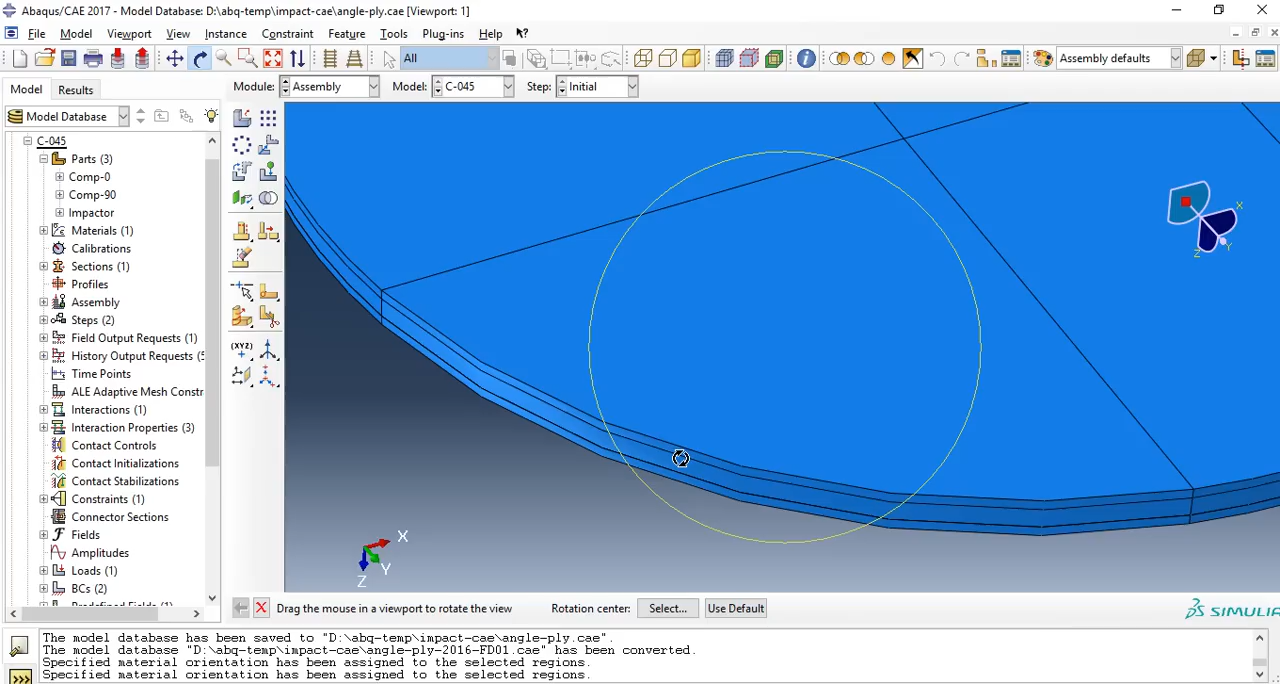 Abaqus/CAE 2017 - Model Database: D:\abq-temp\impact-cae\angle-ply.cae [Viewport: 1]
File Model Viewport View Instance Constraint Feature Tools Plug-ins Help
All Assembly defaults
Model Results Module: Assembly Model: C-045 Step: Initial
Model Database
C-045
Parts (3)
Comp-0
Comp-90
Impactor
Materials (1)
Calibrations
Sections (1)
Profiles
Assembly
Steps (2)
Field Output Requests (1)
History Output Requests (5
Time Points
ALE Adaptive Mesh Constr
Interactions (1)
Interaction Properties (3)
Contact Controls
Contact Initializations
Contact Stabilizations
Constraints (1)
Connector Sections
Fields
Amplitudes
Loads (1)
BCs (2)
Predefined Fields (1)
(XYZ)
X
Y
Z
X
Y
Z
Drag the mouse in a viewport to rotate the view Rotation center: Select... Use Default
SIMULIA
The model database has been saved to "D:\abq-temp\impact-cae\angle-ply.cae".
The model database "D:\abq-temp\impact-cae\angle-ply-2016-FD01.cae" has been converted.
Specified material orientation has been assigned to the selected regions.
Specified material orientation has been assigned to the selected regions.
>>>